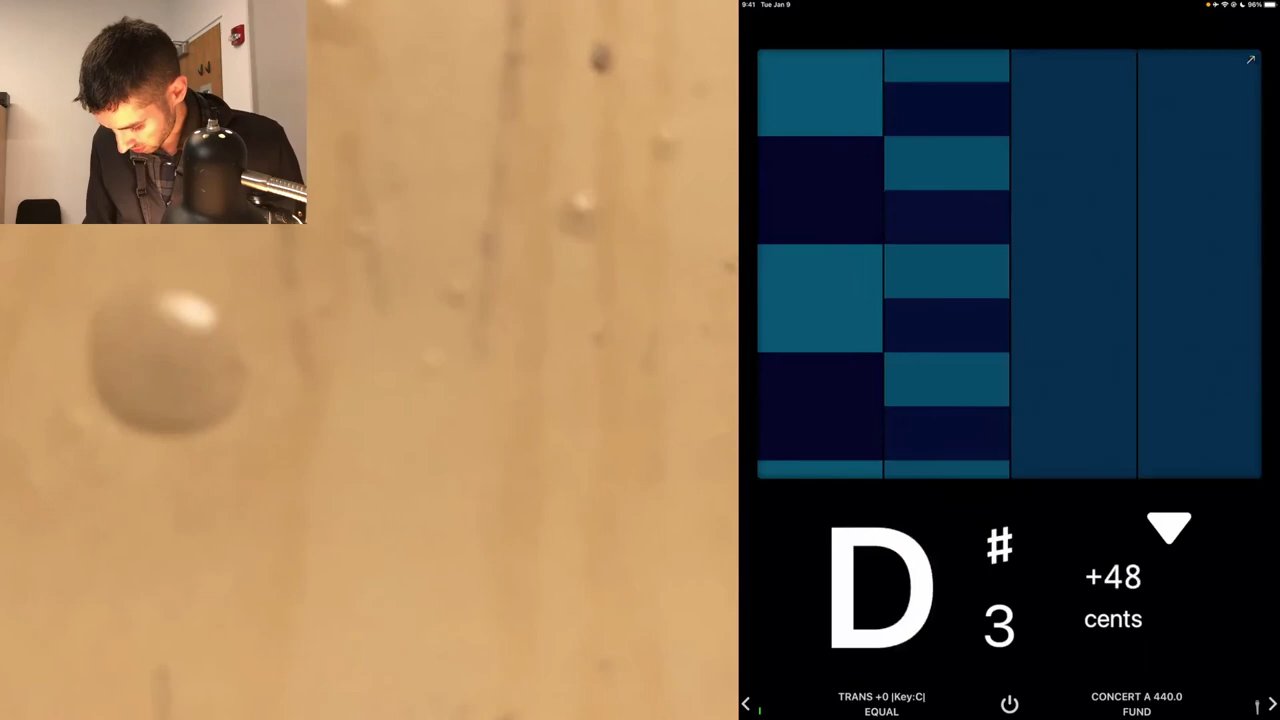 9:41 Tue Jan 9
96%
D
#
3
+48
cents
TRANS +0 |Key:C|
EQUAL
CONCERT A 440.0
FUND